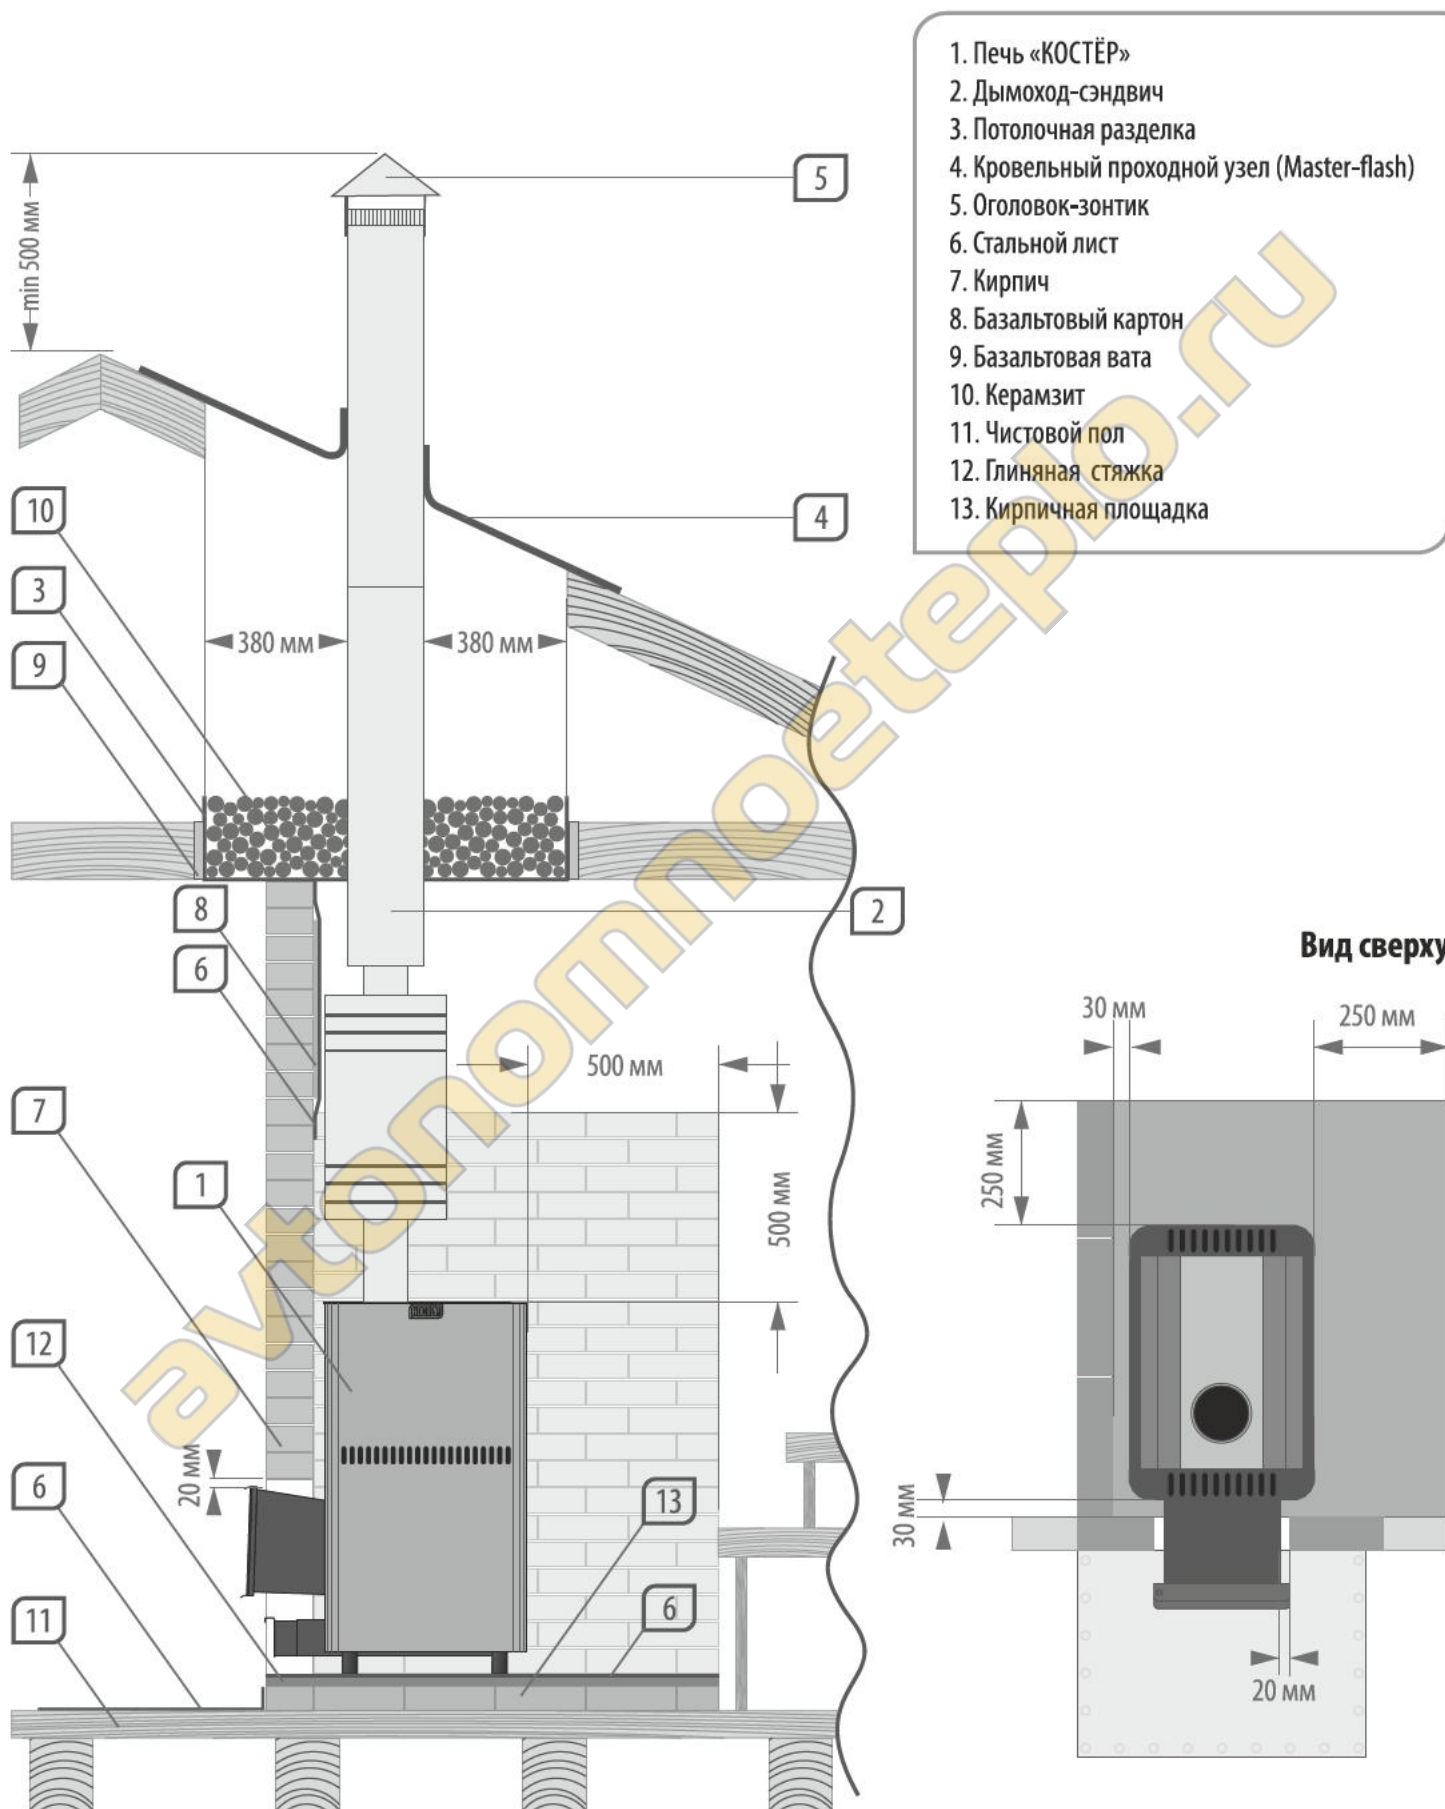 1. Печь «КОСТЁР»
2. Дымоход-сэндвич
3. Потолочная разделка
4. Кровельный проходной узел (Master-flash)
5. Оголовок-зонтик
6. Стальной лист
7. Кирпич
8. Базальтовый картон
9. Базальтовая вата
10. Керамзит
11. Чистовой пол
12. Глиняная стяжка
13. Кирпичная площадка
5
min 500 мм
10
4
3
380 мм
380 мм
9
8
2
6
Вид сверху
30 мм
250 мм
500 мм
7
250 мм
1
500 мм
12
20 мм
6
13
30 мм
6
11
20 мм
avtonomnoeteplo.ru